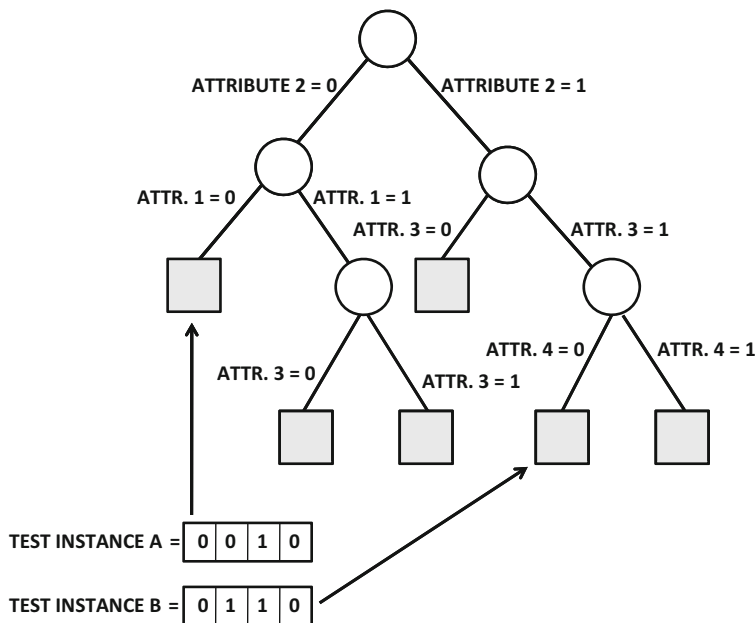 ATTRIBUTE 2 = 0
ATTRIBUTE 2 = 1
ATTR. 1 = 0
ATTR. 1 = 1
ATTR. 3 = 0
ATTR. 3 = 1
ATTR. 3 = 0
ATTR. 3 = 1
ATTR. 4 = 0
ATTR. 4 = 1
TEST INSTANCE A = 0 0 1 0
TEST INSTANCE B = 0 1 1 0